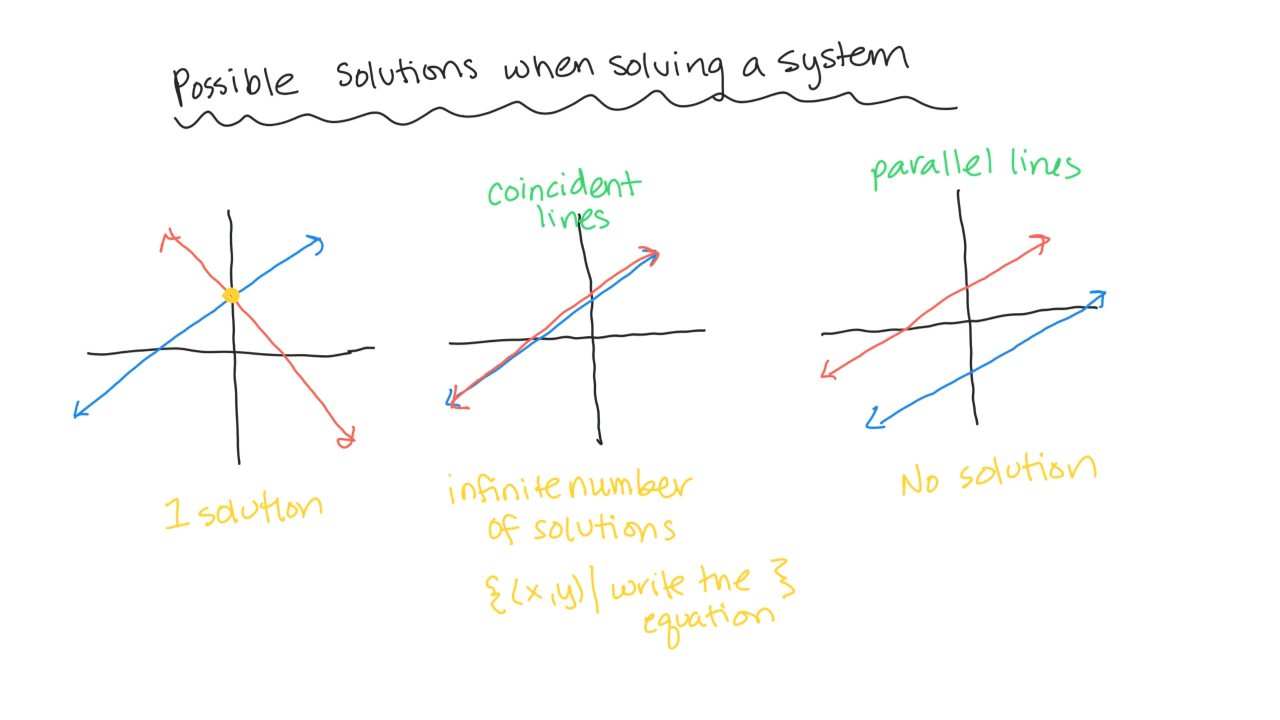 Possible solutions when solving a system
coincident
lines
parallel lines
1 solution
infinite number
of solutions
{(x,y)| write the }
equation
No solution